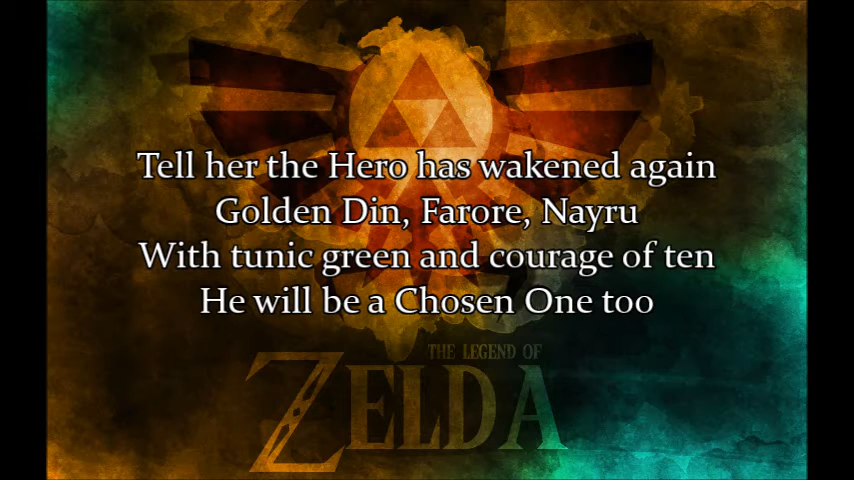 Tell her the Hero has wakened again
Golden Din, Farore, Nayru
With tunic green and courage of ten
He will be a Chosen One too
THE LEGEND OF
ZELDA